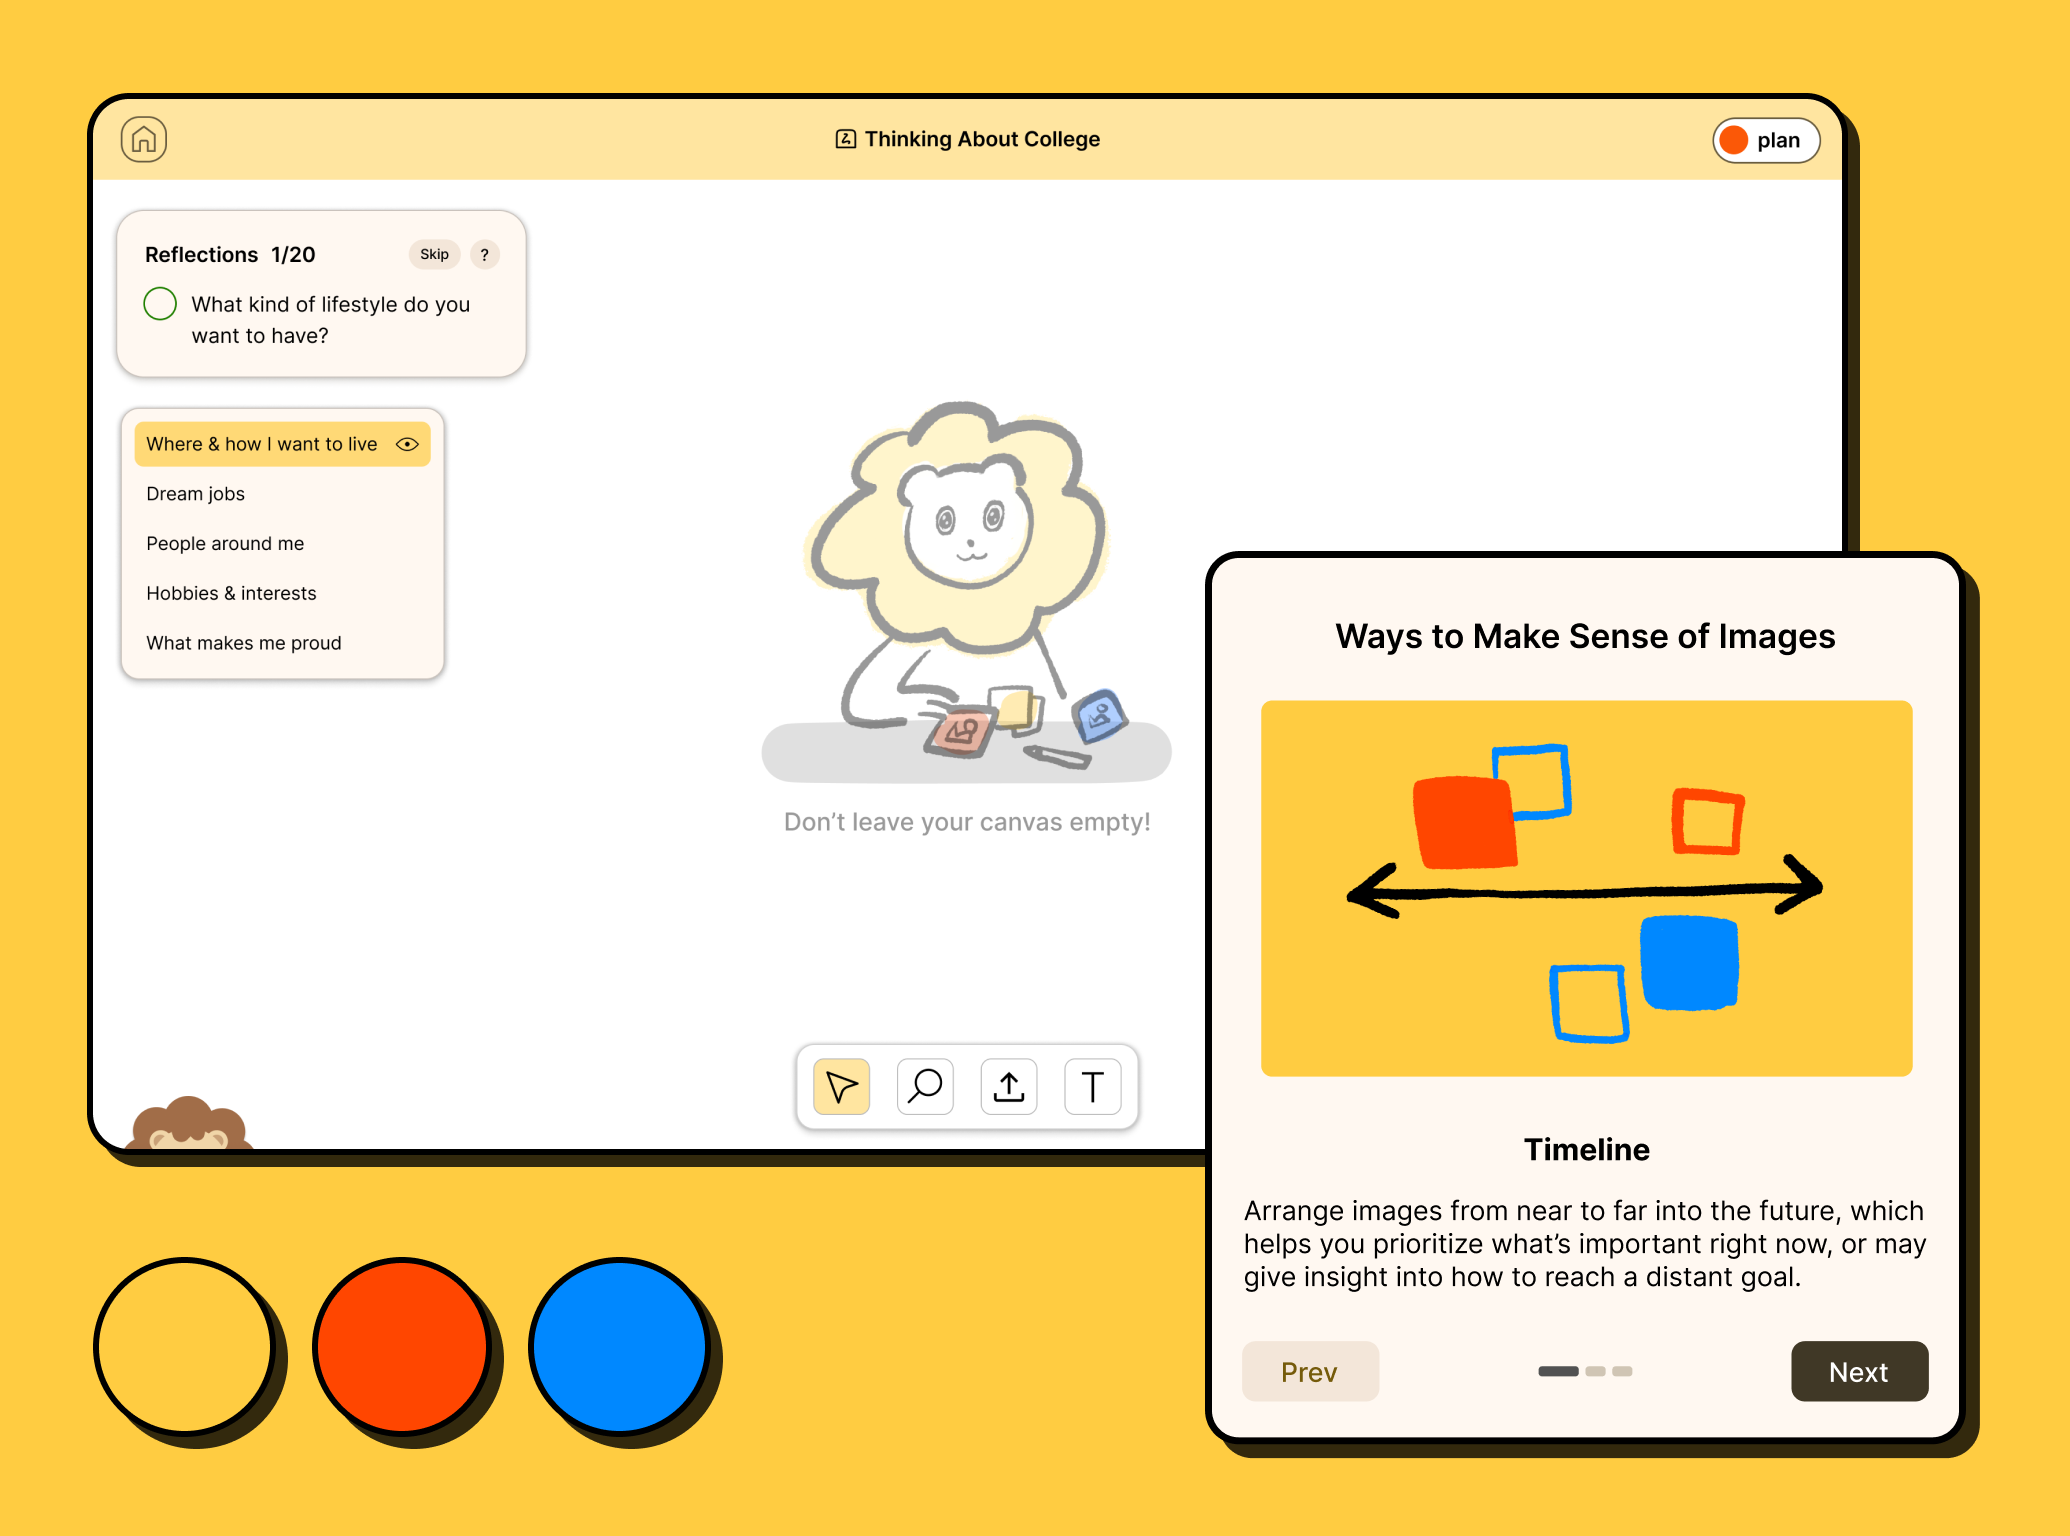 Thinking About College
plan
Reflections 1/20
Skip
?
What kind of lifestyle do you
want to have?
Where & how I want to live
Dream jobs
People around me
Hobbies & interests
What makes me proud
Don’t leave your canvas empty!
T
Ways to Make Sense of Images
Timeline
Arrange images from near to far into the future, which
helps you prioritize what’s important right now, or may
give insight into how to reach a distant goal.
Prev
Next